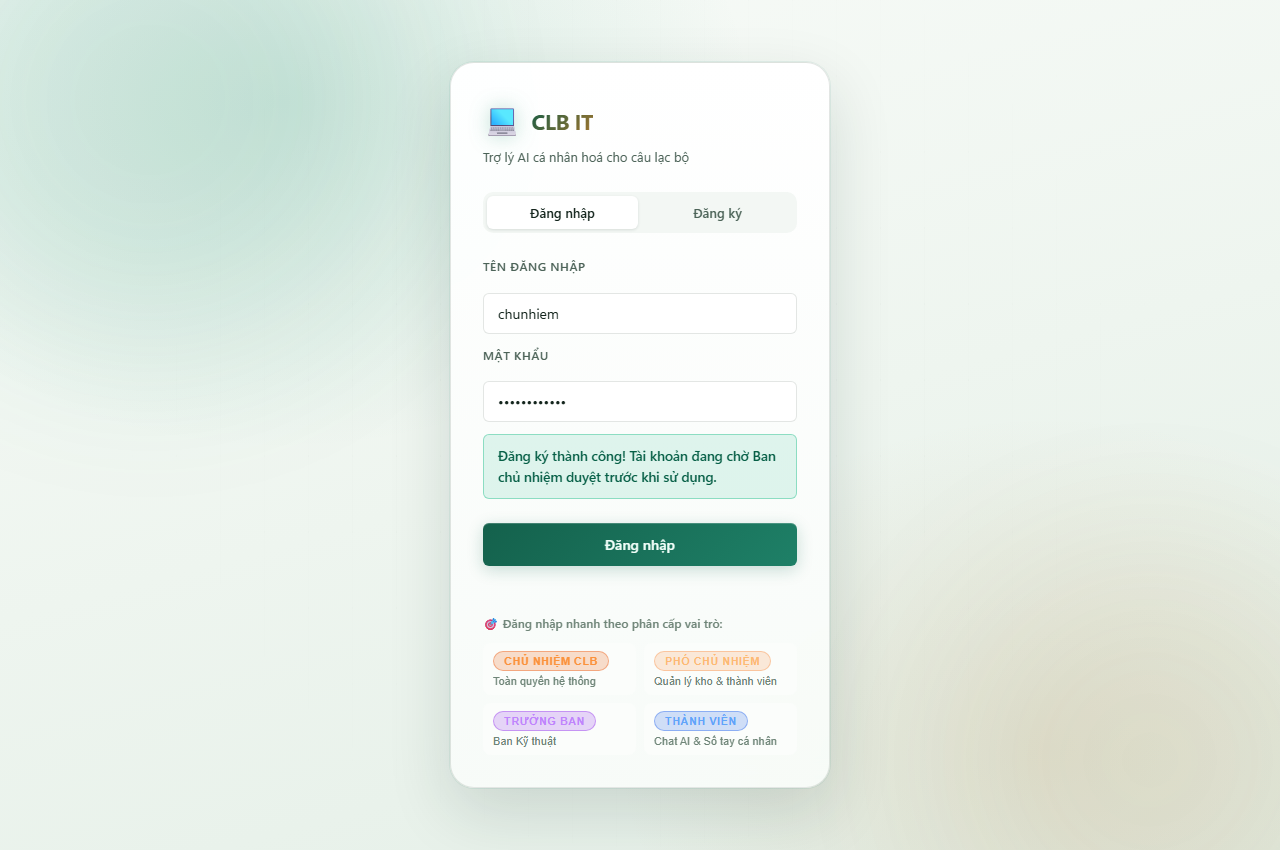 CLB IT
Trợ lý AI cá nhân hoá cho câu lạc bộ
Đăng nhập
Đăng ký
TÊN ĐĂNG NHẬP
chunhiem
MẬT KHẨU
••••••••••••
Đăng ký thành công! Tài khoản đang chờ Ban
chủ nhiệm duyệt trước khi sử dụng.
Đăng nhập
Đăng nhập nhanh theo phân cấp vai trò:
CHỦ NHIỆM CLB
Toàn quyền hệ thống
PHÓ CHỦ NHIỆM
Quản lý kho & thành viên
TRƯỞNG BAN
Ban Kỹ thuật
THÀNH VIÊN
Chat AI & Sổ tay cá nhân